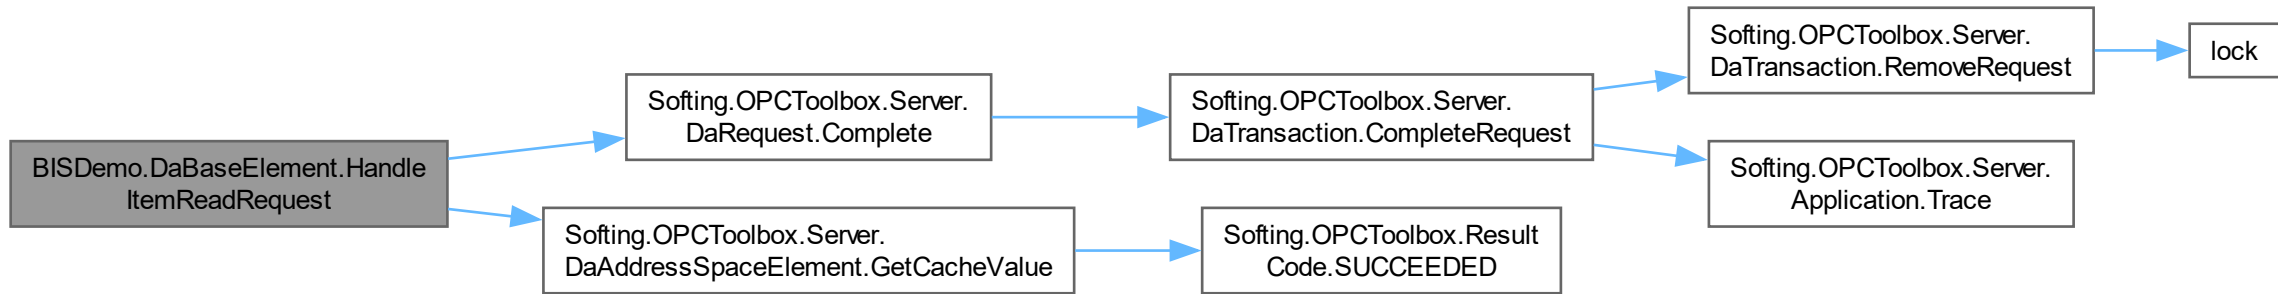 BISDemo.DaBaseElement.Handle
ItemReadRequest
Softing.OPCToolbox.Server.
DaRequest.Complete
Softing.OPCToolbox.Server.
DaTransaction.CompleteRequest
Softing.OPCToolbox.Server.
DaTransaction.RemoveRequest
lock
Softing.OPCToolbox.Server.
Application.Trace
Softing.OPCToolbox.Server.
DaAddressSpaceElement.GetCacheValue
Softing.OPCToolbox.Result
Code.SUCCEEDED